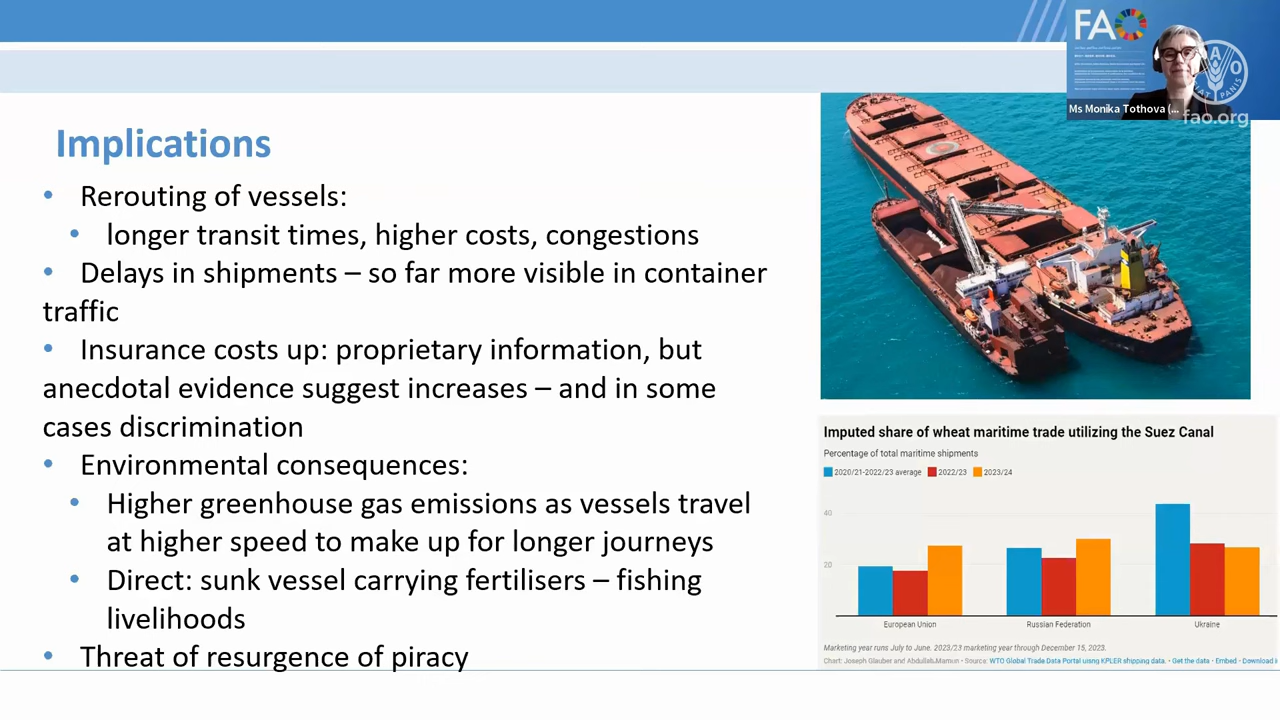 FAO
Ms Monika Tothova (...
fao.org
Implications
• Rerouting of vessels:
• longer transit times, higher costs, congestions
• Delays in shipments – so far more visible in container
traffic
• Insurance costs up: proprietary information, but
anecdotal evidence suggest increases – and in some
cases discrimination
• Environmental consequences:
• Higher greenhouse gas emissions as vessels travel
at higher speed to make up for longer journeys
• Direct: sunk vessel carrying fertilisers – fishing
livelihoods
• Threat of resurgence of piracy
Imputed share of wheat maritime trade utilizing the Suez Canal
Percentage of total maritime shipments
2020/21-2022/23 average 2022/23 2023/24
40
20
European Union Russian Federation Ukraine
Marketing year runs July to June. 2023/23 marketing year through December 15, 2023.
Chart: Joseph Glauber and Abdullah Mamun • Source: WTO Global Trade Data Portal uisng KPLER shipping data. • Get the data • Embed • Download